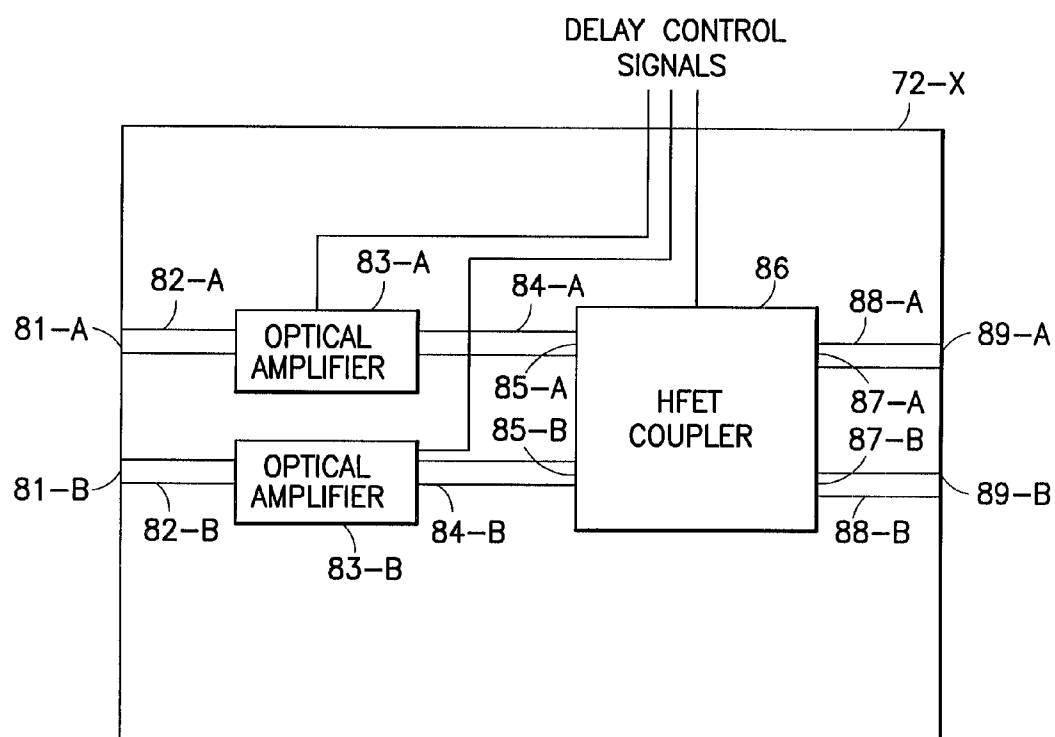 DELAY CONTROL
SIGNALS
72-X
82-A
83-A
84-A
86
88-A
81-A
OPTICAL
AMPLIFIER
85-A
HFET
COUPLER
89-A
87-A
85-B
87-B
81-B
OPTICAL
AMPLIFIER
89-B
82-B
84-B
88-B
83-B